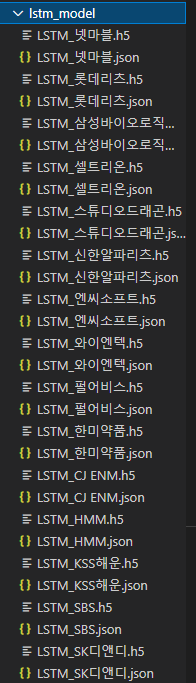 lstm_model
LSTM_넷마블.h5
{} LSTM_넷마블.json
LSTM_롯데리츠.h5
{} LSTM_롯데리츠.json
LSTM_삼성바이오로직...
{} LSTM_삼성바이오로직...
LSTM_셀트리온.h5
{} LSTM_셀트리온.json
LSTM_스튜디오드래곤.h5
{} LSTM_스튜디오드래곤.js...
LSTM_신한알파리츠.h5
{} LSTM_신한알파리츠.json
LSTM_엔씨소프트.h5
{} LSTM_엔씨소프트.json
LSTM_와이엔텍.h5
{} LSTM_와이엔텍.json
LSTM_펄어비스.h5
{} LSTM_펄어비스.json
LSTM_한미약품.h5
{} LSTM_한미약품.json
LSTM_CJ ENM.h5
{} LSTM_CJ ENM.json
LSTM_HMM.h5
{} LSTM_HMM.json
LSTM_KSS해운.h5
{} LSTM_KSS해운.json
LSTM_SBS.h5
{} LSTM_SBS.json
LSTM_SK디앤디.h5
{} LSTM_SK디앤디.json